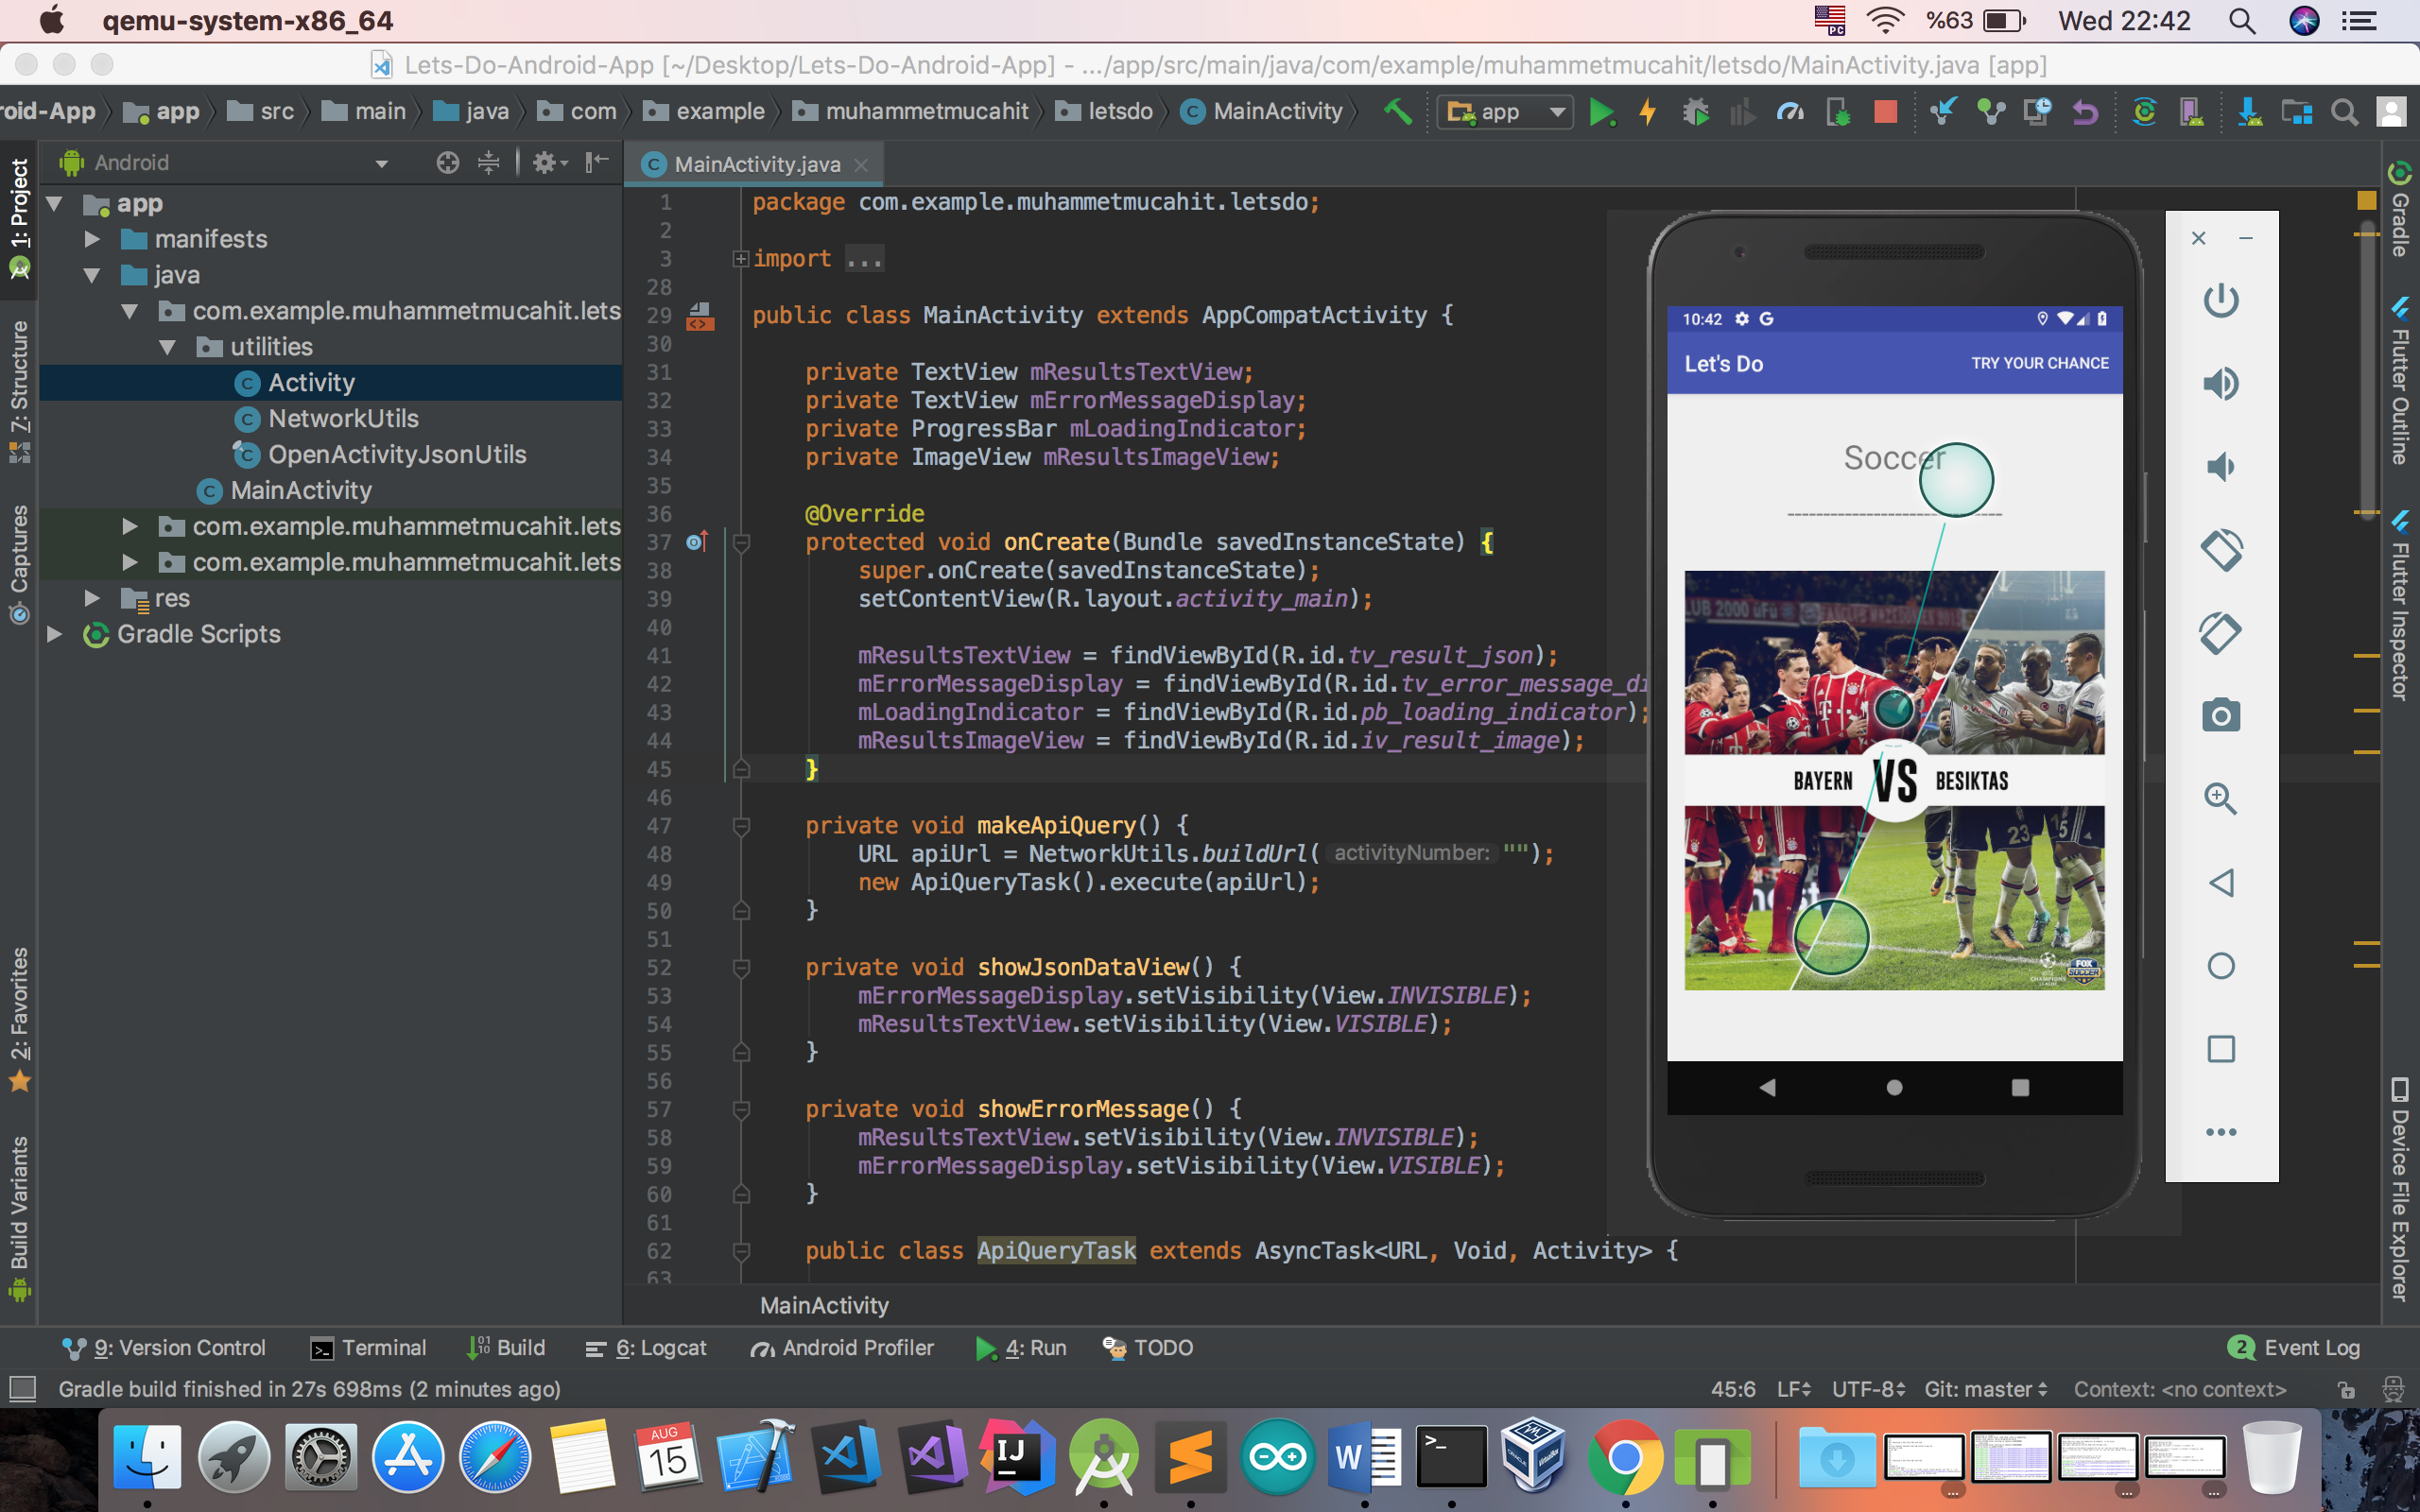 qemu-system-x86_64
PC
%63
Wed 22:42
Lets-Do-Android-App [~/Desktop/Lets-Do-Android-App] - .../app/src/main/java/com/example/muhammetmucahit/letsdo/MainActivity.java [app]
roid-App
app
src
main
java
com
example
muhammetmucahit
letsdo
MainActivity
app
1: Project
7: Structure
Captures
2: Favorites
Build Variants
Android
app
manifests
java
com.example.muhammetmucahit.lets
utilities
Activity
NetworkUtils
OpenActivityJsonUtils
MainActivity
com.example.muhammetmucahit.lets
com.example.muhammetmucahit.lets
res
Gradle Scripts
MainActivity.java
1 package com.example.muhammetmucahit.letsdo;
2
3 import ...
28
29 public class MainActivity extends AppCompatActivity {
30
31 private TextView mResultsTextView;
32 private TextView mErrorMessageDisplay;
33 private ProgressBar mLoadingIndicator;
34 private ImageView mResultsImageView;
35
36 @Override
37 protected void onCreate(Bundle savedInstanceState) {
38 super.onCreate(savedInstanceState);
39 setContentView(R.layout.activity_main);
40
41 mResultsTextView = findViewById(R.id.tv_result_json);
42 mErrorMessageDisplay = findViewById(R.id.tv_error_message_di
43 mLoadingIndicator = findViewById(R.id.pb_loading_indicator);
44 mResultsImageView = findViewById(R.id.iv_result_image);
45 }
46
47 private void makeApiQuery() {
48 URL apiUrl = NetworkUtils.buildUrl( activityNumber: "");
49 new ApiQueryTask().execute(apiUrl);
50 }
51
52 private void showJsonDataView() {
53 mErrorMessageDisplay.setVisibility(View.INVISIBLE);
54 mResultsTextView.setVisibility(View.VISIBLE);
55 }
56
57 private void showErrorMessage() {
58 mResultsTextView.setVisibility(View.INVISIBLE);
59 mErrorMessageDisplay.setVisibility(View.VISIBLE);
60 }
61
62 public class ApiQueryTask extends AsyncTask<URL, Void, Activity> {
63
MainActivity
10:42
G
Let's Do
TRY YOUR CHANCE
Soccer
BAYERN VS BESIKTAS
23
15
9
CHAMPIONS
LEAGUE
FOX
SOCCER
Gradle
Flutter Outline
Flutter Inspector
Device File Explorer
9: Version Control
Terminal
Build
6: Logcat
Android Profiler
4: Run
TODO
2
Event Log
Gradle build finished in 27s 698ms (2 minutes ago)
45:6
LF
UTF-8
Git: master
Context: <no context>
AUG
15
IJ
W
>_